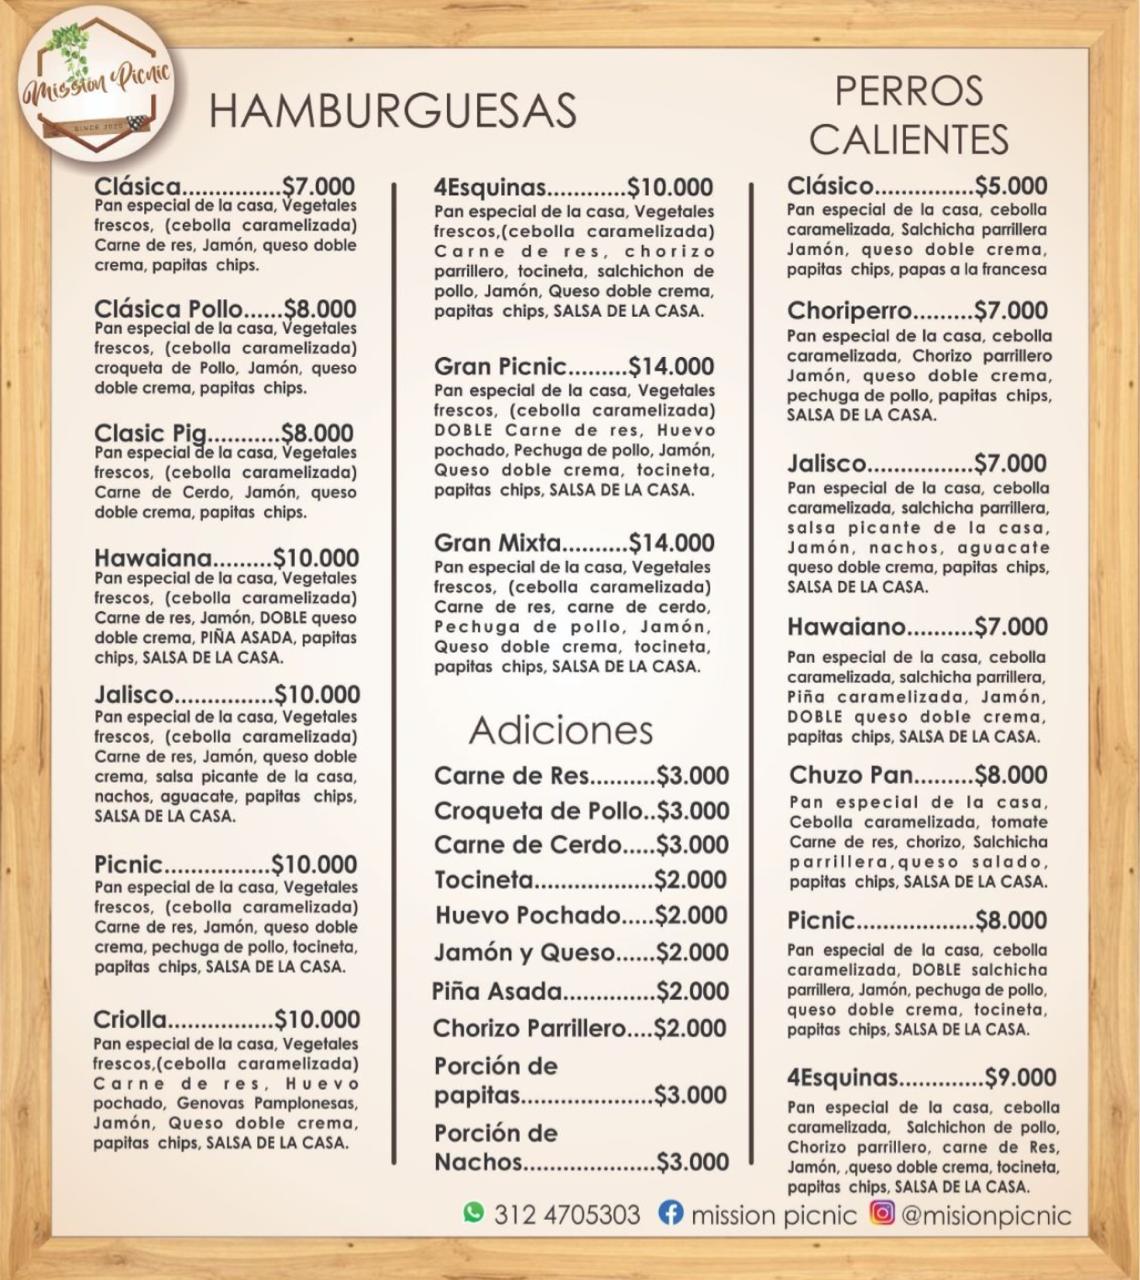 Mission Picnic
SINCE 2020
HAMBURGUESAS
Clásica..............$7.000
Pan especial de la casa, Vegetales
frescos, (cebolla caramelizada)
Carne de res, Jamón, queso doble
crema, papitas chips.
Clásica Pollo......$8.000
Pan especial de la casa, Vegetales
frescos, (cebolla caramelizada)
croqueta de Pollo, Jamón, queso
doble crema, papitas chips.
Clasic Pig...........$8.000
Pan especial de la casa, Vegetales
frescos, (cebolla caramelizada)
Carne de Cerdo, Jamón, queso
doble crema, papitas chips.
Hawaiana.........$10.000
Pan especial de la casa, Vegetales
frescos, (cebolla caramelizada)
Carne de res, Jamón, DOBLE queso
doble crema, PIÑA ASADA, papitas
chips, SALSA DE LA CASA.
Jalisco...............$10.000
Pan especial de la casa, Vegetales
frescos, (cebolla caramelizada)
Carne de res, Jamón, queso doble
crema, salsa picante de la casa,
nachos, aguacate, papitas chips,
SALSA DE LA CASA.
Picnic................$10.000
Pan especial de la casa, Vegetales
frescos, (cebolla caramelizada)
Carne de res, Jamón, queso doble
crema, pechuga de pollo, tocineta,
papitas chips, SALSA DE LA CASA.
Criolla................$10.000
Pan especial de la casa, Vegetales
frescos,(cebolla caramelizada)
Carne de res, Huevo
pochado, Genovas Pamplonesas,
Jamón, Queso doble crema,
papitas chips, SALSA DE LA CASA.
4Esquinas............$10.000
Pan especial de la casa, Vegetales
frescos,(cebolla caramelizada)
Carne de res, chorizo
parrillero, tocineta, salchichon de
pollo, Jamón, Queso doble crema,
papitas chips, SALSA DE LA CASA.
Gran Picnic.........$14.000
Pan especial de la casa, Vegetales
frescos, (cebolla caramelizada)
DOBLE Carne de res, Huevo
pochado, Pechuga de pollo, Jamón,
Queso doble crema, tocineta,
papitas chips, SALSA DE LA CASA.
Gran Mixta..........$14.000
Pan especial de la casa, Vegetales
frescos, (cebolla caramelizada)
Carne de res, carne de cerdo,
Pechuga de pollo, Jamón,
Queso doble crema, tocineta,
papitas chips, SALSA DE LA CASA.
Adiciones
Carne de Res..........$3.000
Croqueta de Pollo..$3.000
Carne de Cerdo.....$3.000
Tocineta..................$2.000
Huevo Pochado.....$2.000
Jamón y Queso......$2.000
Piña Asada..............$2.000
Chorizo Parrillero....$2.000
Porción de
papitas....................$3.000
Porción de
Nachos....................$3.000
PERROS
CALIENTES
Clásico...............$5.000
Pan especial de la casa, cebolla
caramelizada, Salchicha parrillera
Jamón, queso doble crema,
papitas chips, papas a la francesa
Choriperro.........$7.000
Pan especial de la casa, cebolla
caramelizada, Chorizo parrillero
Jamón, queso doble crema,
pechuga de pollo, papitas chips,
SALSA DE LA CASA.
Jalisco................$7.000
Pan especial de la casa, cebolla
caramelizada, salchicha parrillera,
salsa picante de la casa,
Jamón, nachos, aguacate
queso doble crema, papitas chips,
SALSA DE LA CASA.
Hawaiano..........$7.000
Pan especial de la casa, cebolla
caramelizada, salchicha parrillera,
Piña caramelizada, Jamón,
DOBLE queso doble crema,
papitas chips, SALSA DE LA CASA.
Chuzo Pan.........$8.000
Pan especial de la casa,
Cebolla caramelizada, tomate
Carne de res, chorizo, Salchicha
parrillera,queso salado,
papitas chips, SALSA DE LA CASA.
Picnic.................$8.000
Pan especial de la casa, cebolla
caramelizada, DOBLE salchicha
parrillera, Jamón, pechuga de pollo,
queso doble crema, tocineta,
papitas chips, SALSA DE LA CASA.
4Esquinas.............$9.000
Pan especial de la casa, cebolla
caramelizada, Salchichon de pollo,
Chorizo parrillero, carne de Res,
Jamón, ,queso doble crema, tocineta,
papitas chips, SALSA DE LA CASA.
312 4705303 mission picnic @misionpicnic